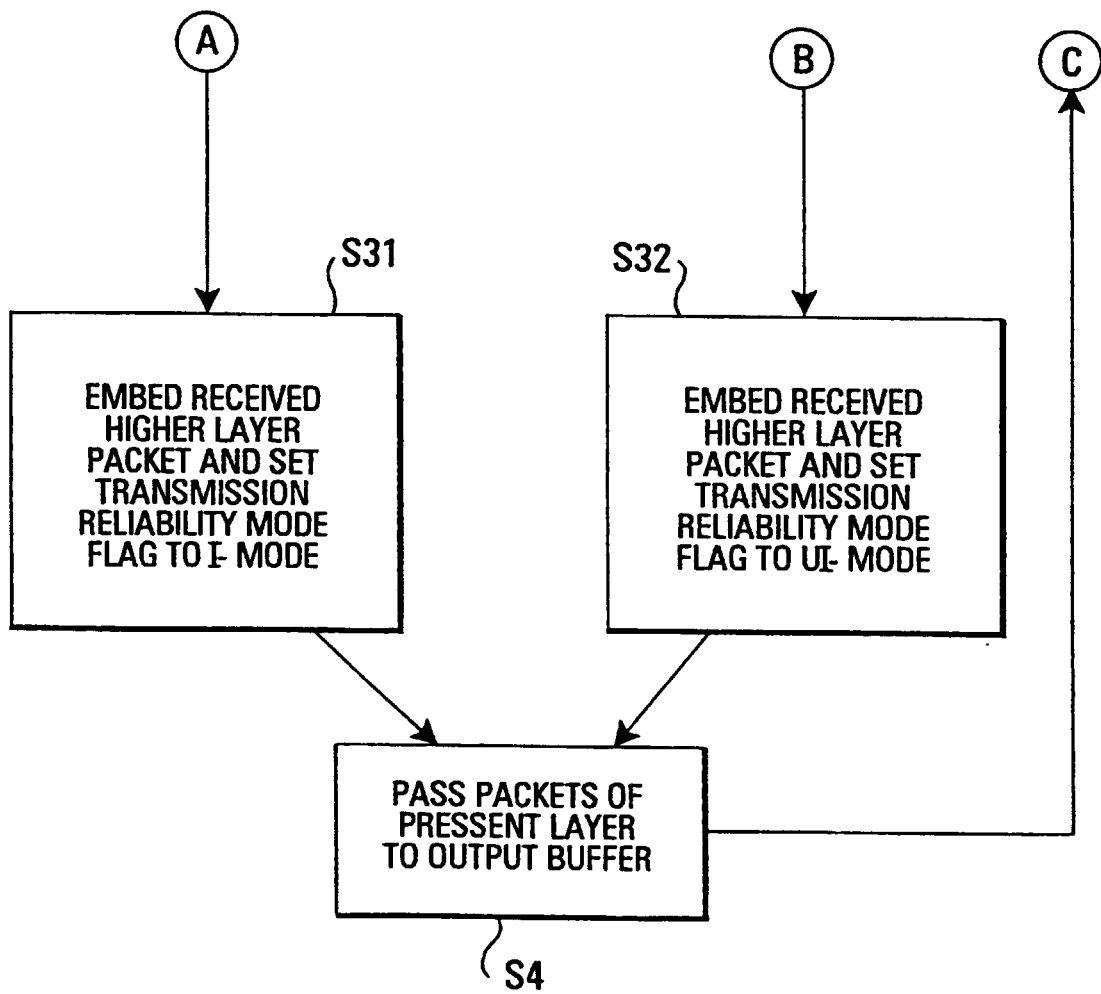 A
B
C
S31
S32
EMBED RECEIVED
HIGHER LAYER
PACKET AND SET
TRANSMISSION
RELIABILITY MODE
FLAG TO I- MODE
EMBED RECEIVED
HIGHER LAYER
PACKET AND SET
TRANSMISSION
RELIABILITY MODE
FLAG TO UI- MODE
PASS PACKETS OF
PRESSENT LAYER
TO OUTPUT BUFFER
S4